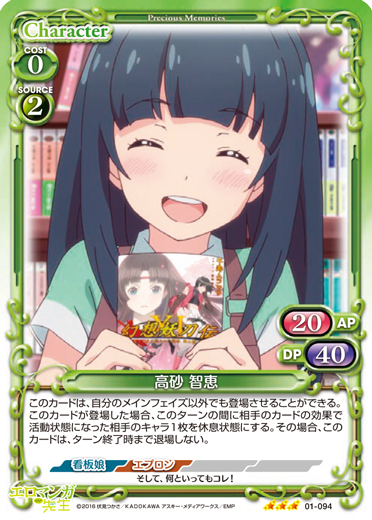 Precious Memories
Character
COST
0
SOURCE
2
幻想妖刀伝
20 AP
DP 40
高砂 智恵
このカードは、自分のメインフェイズ以外でも登場させることができる。
このカードが登場した場合、このターンの間に相手のカードの効果で
活動状態になった相手のキャラ1枚を休息状態にする。その場合、この
カードは、ターン終了時まで退場しない。
看板娘 エプロン
そして、何といってもコレ!
エロマンガ
先生
©2016 伏見つかさ/KADOKAWA アスキー・メディアワークス/EMP
01-094